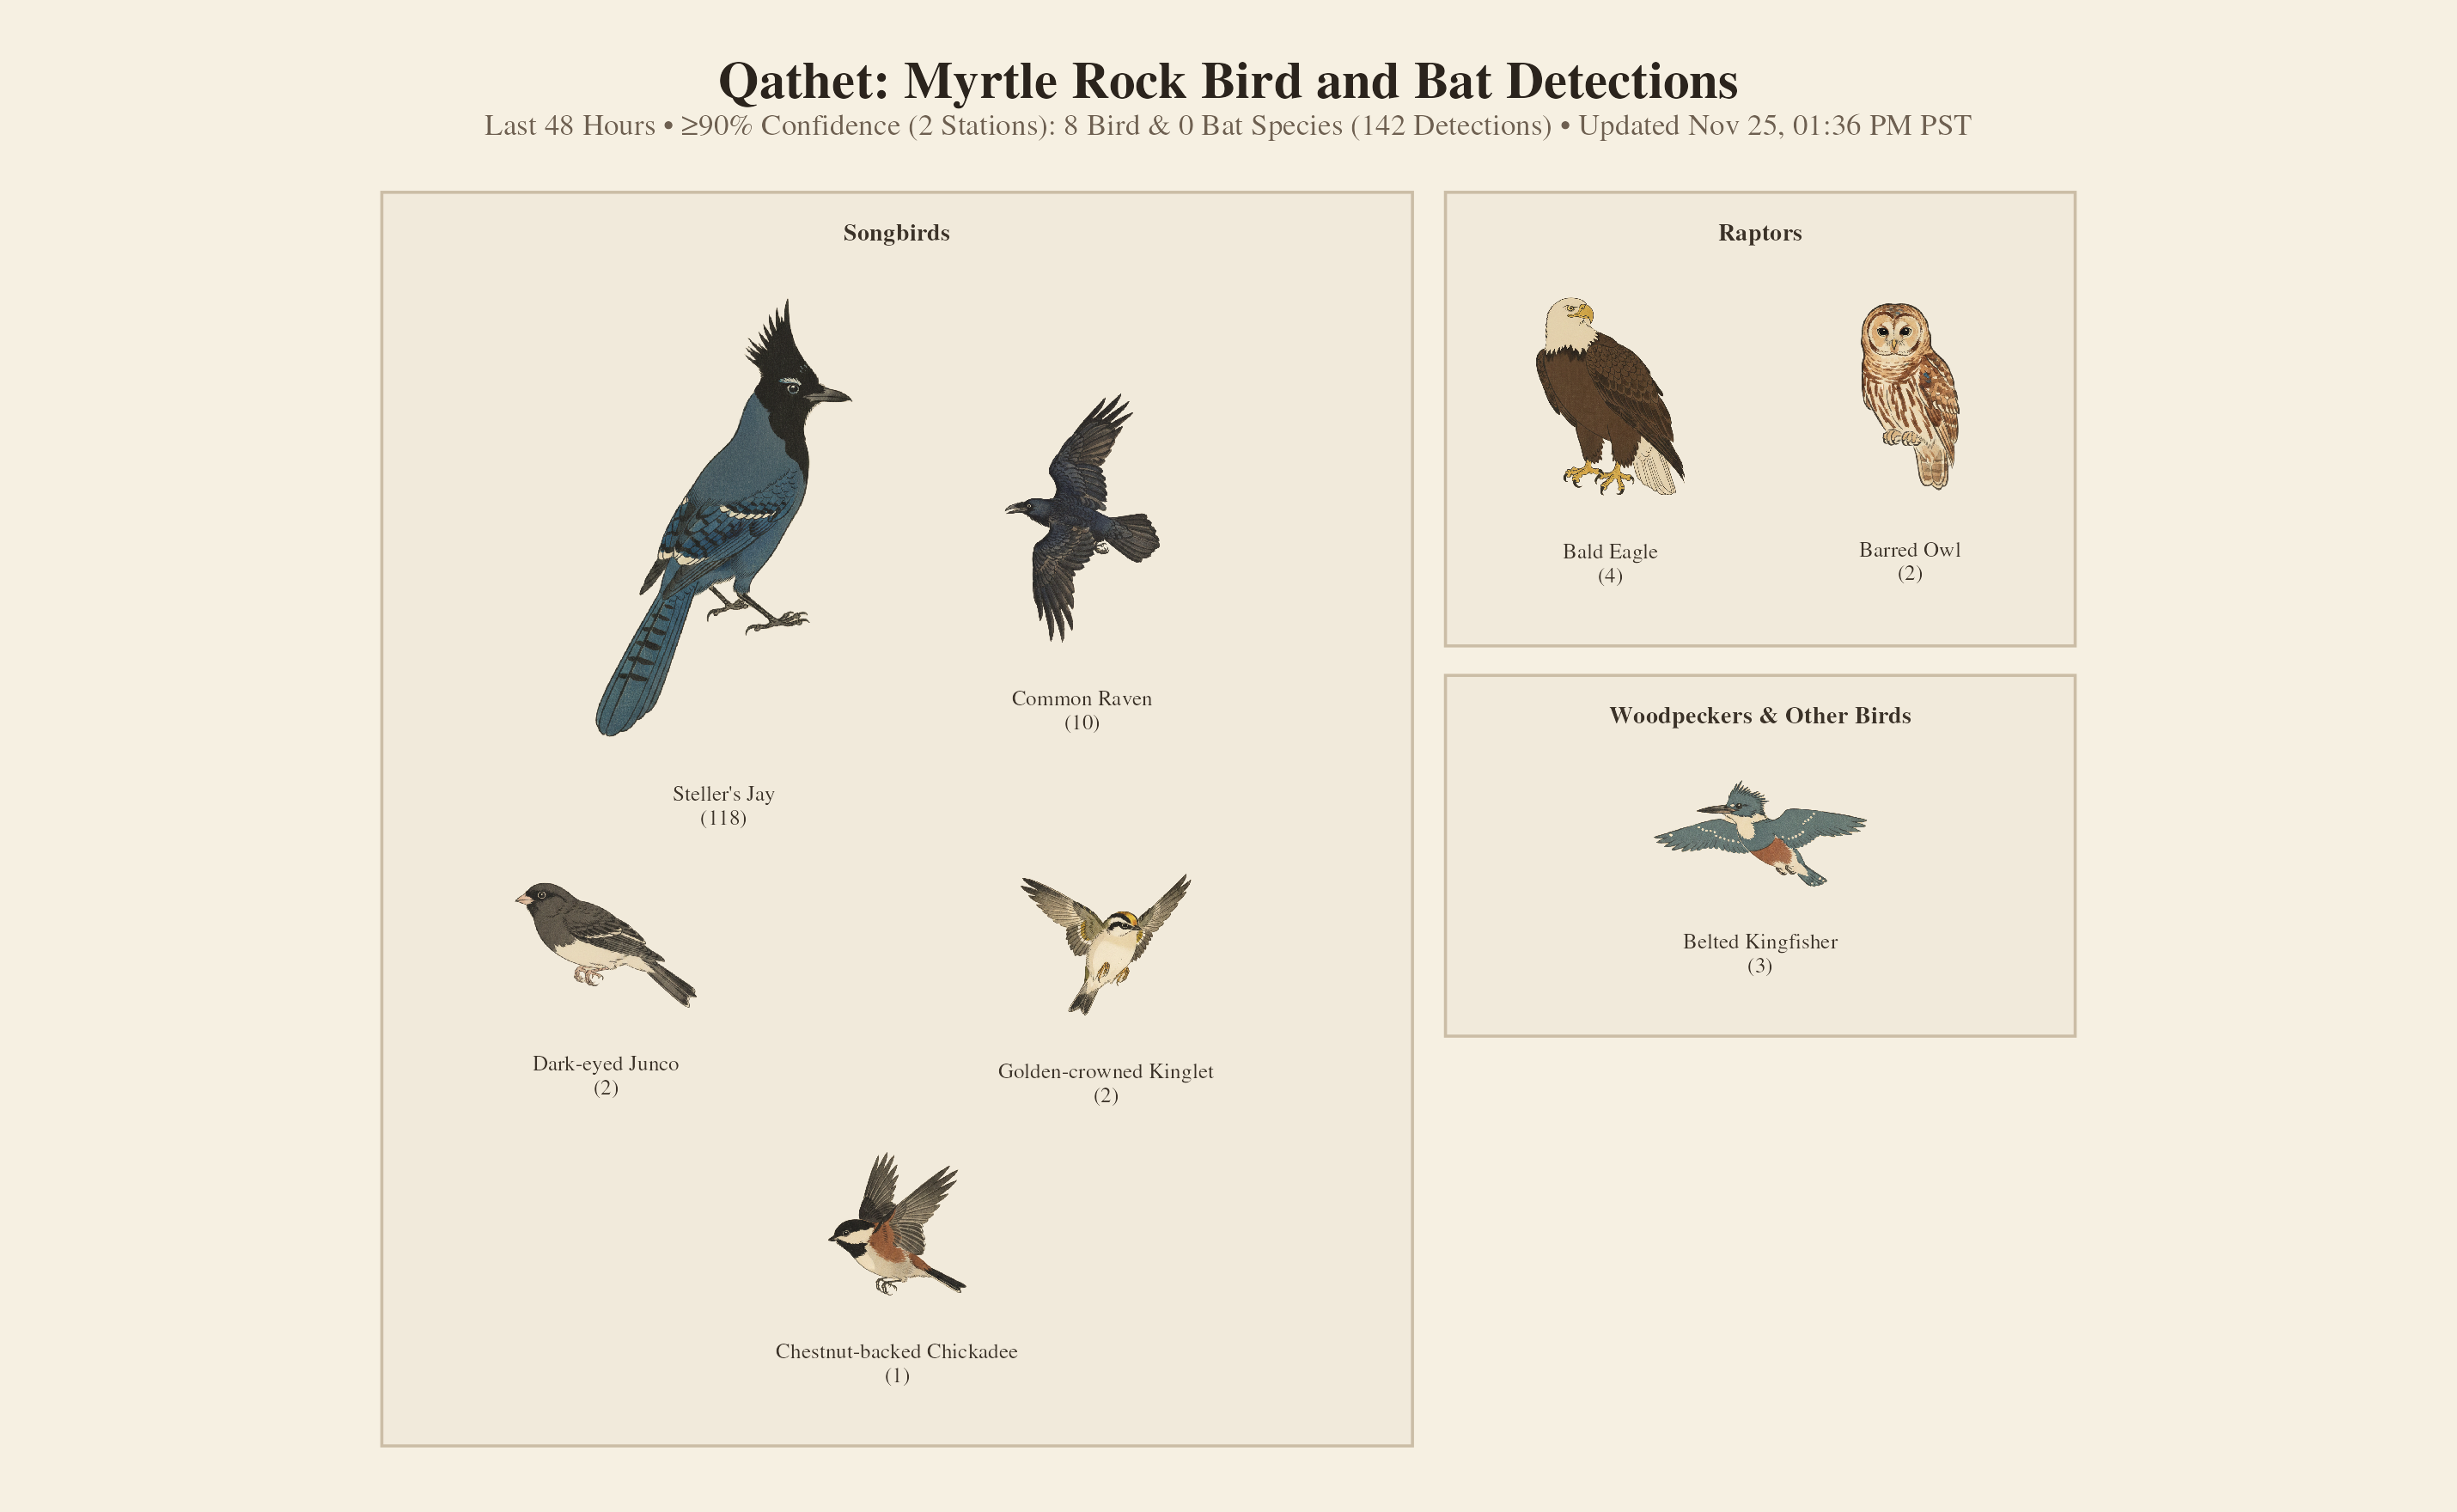 Qathet: Myrtle Rock Bird and Bat Detections
Last 48 Hours • ≥90% Confidence (2 Stations): 8 Bird & 0 Bat Species (142 Detections) • Updated Nov 25, 01:36 PM PST
Songbirds
Steller's Jay
(118)
Common Raven
(10)
Dark-eyed Junco
(2)
Golden-crowned Kinglet
(2)
Chestnut-backed Chickadee
(1)
Raptors
Bald Eagle
(4)
Barred Owl
(2)
Woodpeckers & Other Birds
Belted Kingfisher
(3)